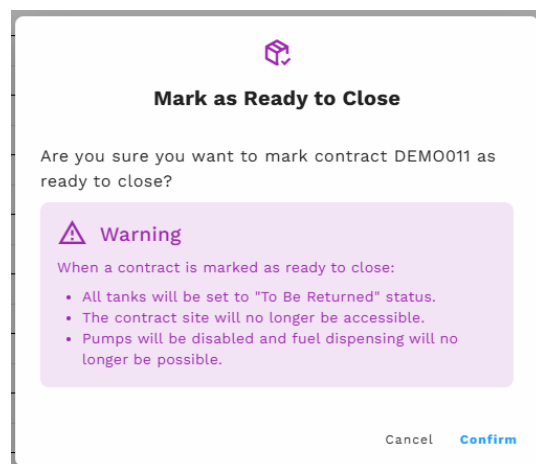 Mark as Ready to Close
Are you sure you want to mark contract DEMO011 as
ready to close?
Warning
When a contract is marked as ready to close:
• All tanks will be set to "To Be Returned" status.
• The contract site will no longer be accessible.
• Pumps will be disabled and fuel dispensing will no
longer be possible.
Cancel Confirm